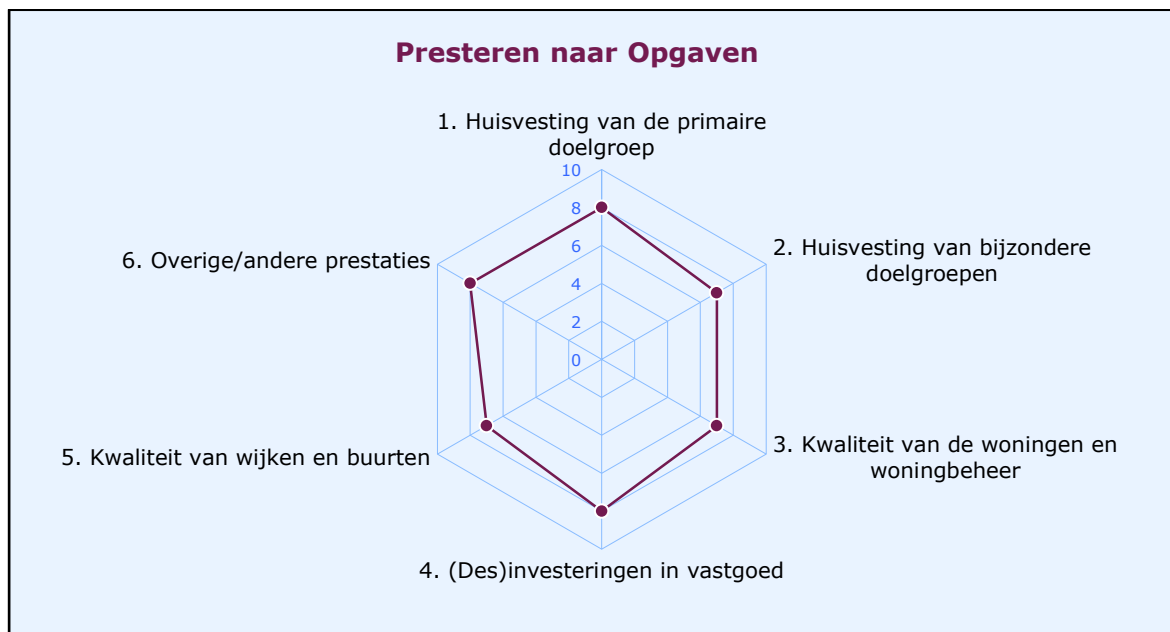 Presteren naar Opgaven
1. Huisvesting van de primaire
doelgroep
10
8
6
4
2
0
2. Huisvesting van bijzondere
doelgroepen
3. Kwaliteit van de woningen en
woningbeheer
4. (Des)investeringen in vastgoed
5. Kwaliteit van wijken en buurten
6. Overige/andere prestaties